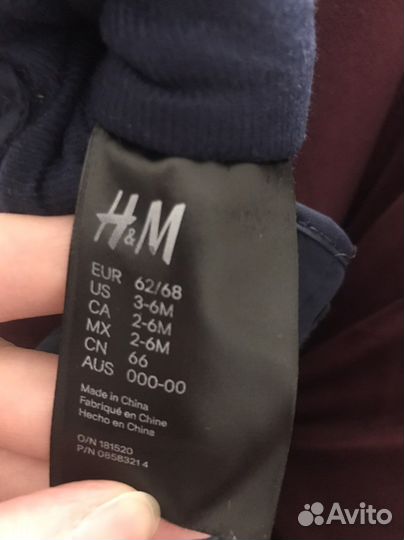 H&M
EUR 62/68
US 3-6M
CA 2-6M
MX 2-6M
CN 66
AUS 000-00
Made in China
Fabriqué en Chine
Hecho en China
O/N 181520
P/N 0858321 4
Avito